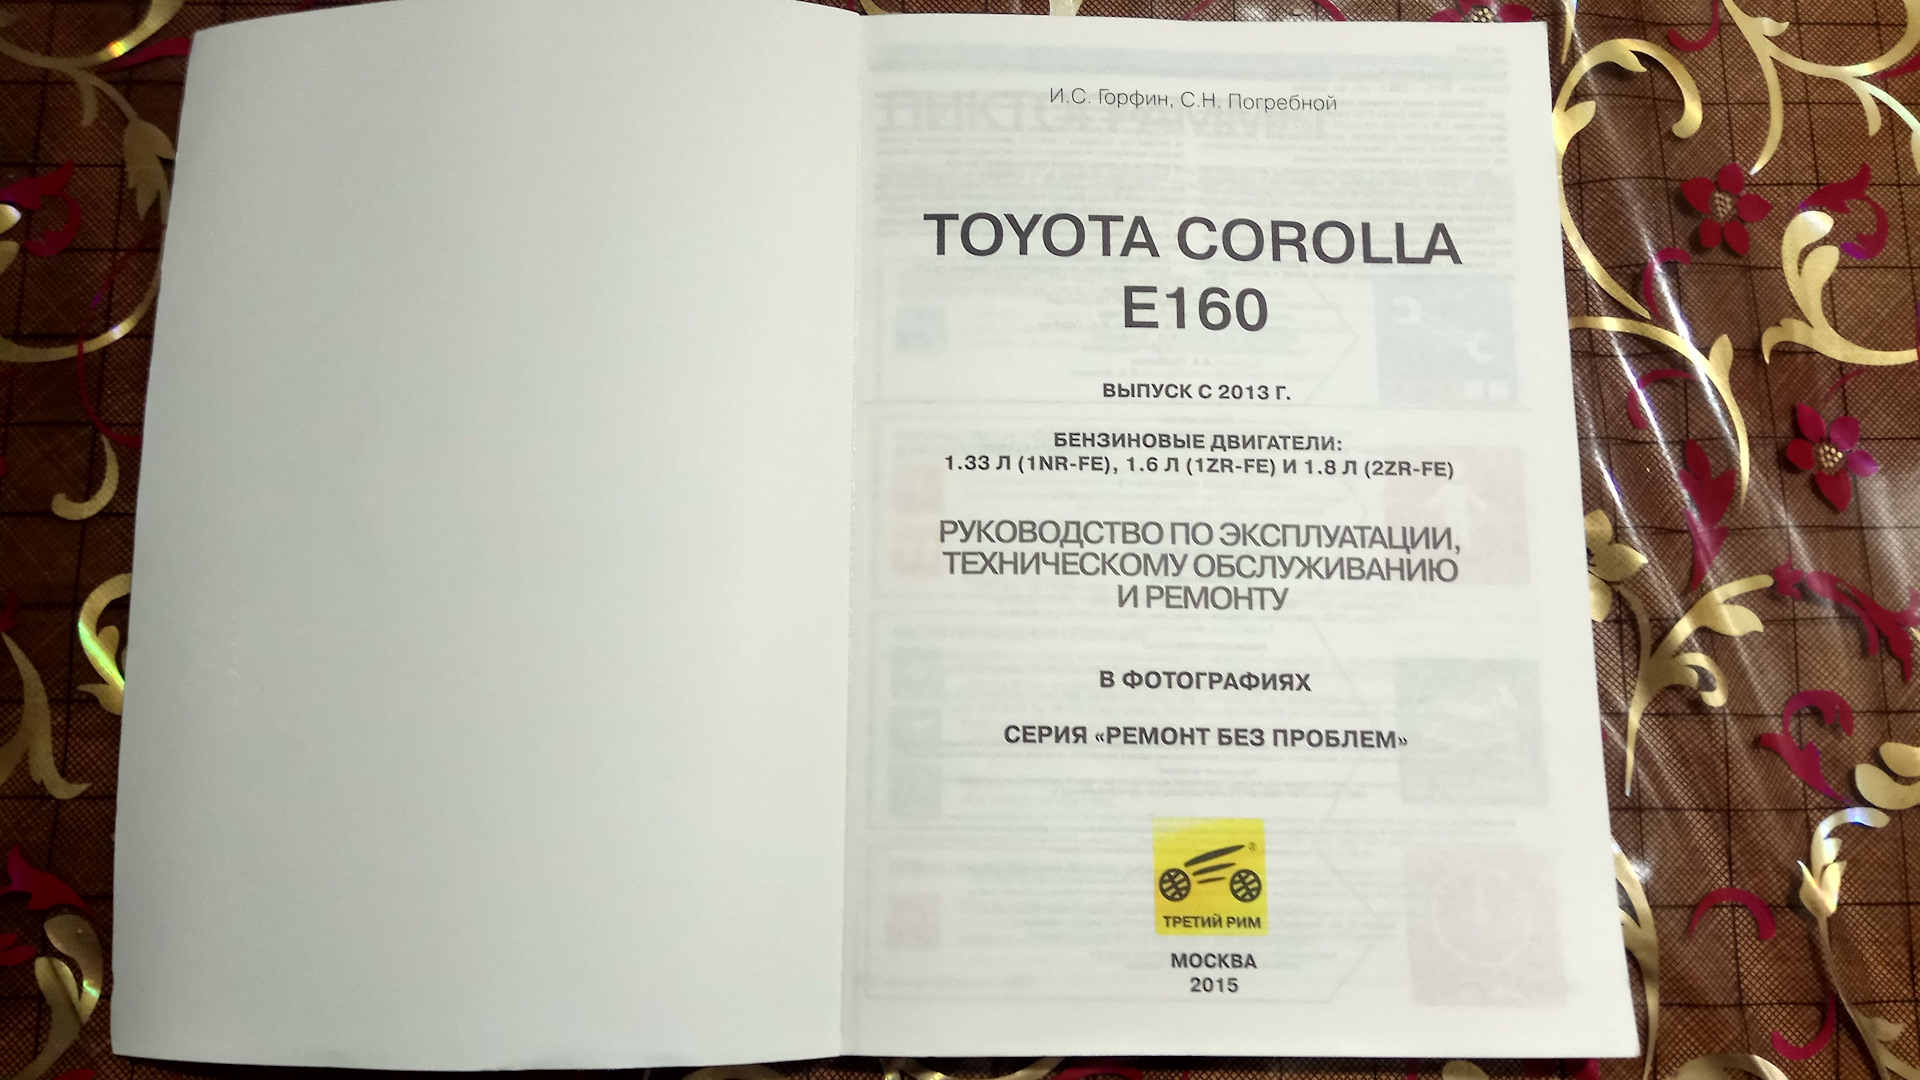 И.С. Горфин, С.Н. Погребной
TOYOTA COROLLA
E160
ВЫПУСК С 2013 Г.
БЕНЗИНОВЫЕ ДВИГАТЕЛИ:
1.33 Л (1NR-FE), 1.6 Л (1ZR-FE) И 1.8 Л (2ZR-FE)
РУКОВОДСТВО ПО ЭКСПЛУАТАЦИИ,
ТЕХНИЧЕСКОМУ ОБСЛУЖИВАНИЮ
И РЕМОНТУ
В ФОТОГРАФИЯХ
СЕРИЯ «РЕМОНТ БЕЗ ПРОБЛЕМ»
®
ТРЕТИЙ РИМ
МОСКВА
2015